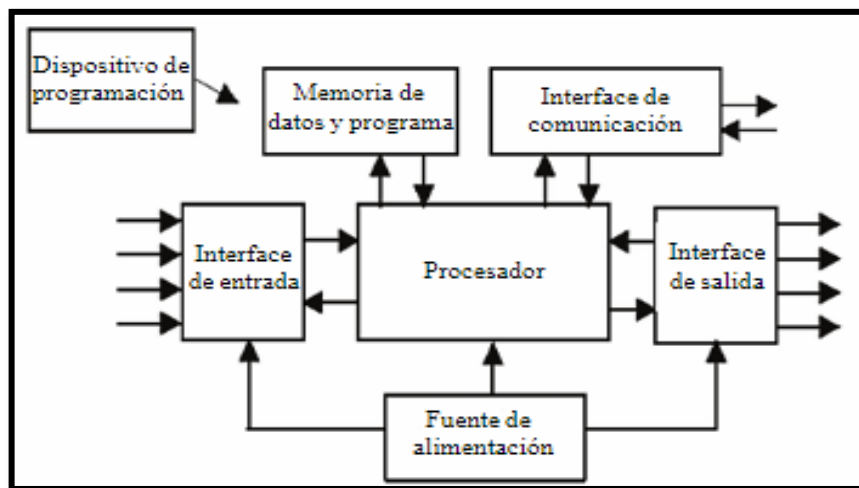 Dispositivo de
programación
Memoria de
datos y programa
Interface de
comunicación
Interface
de entrada
Procesador
Interface
de salida
Fuente de
alimentación